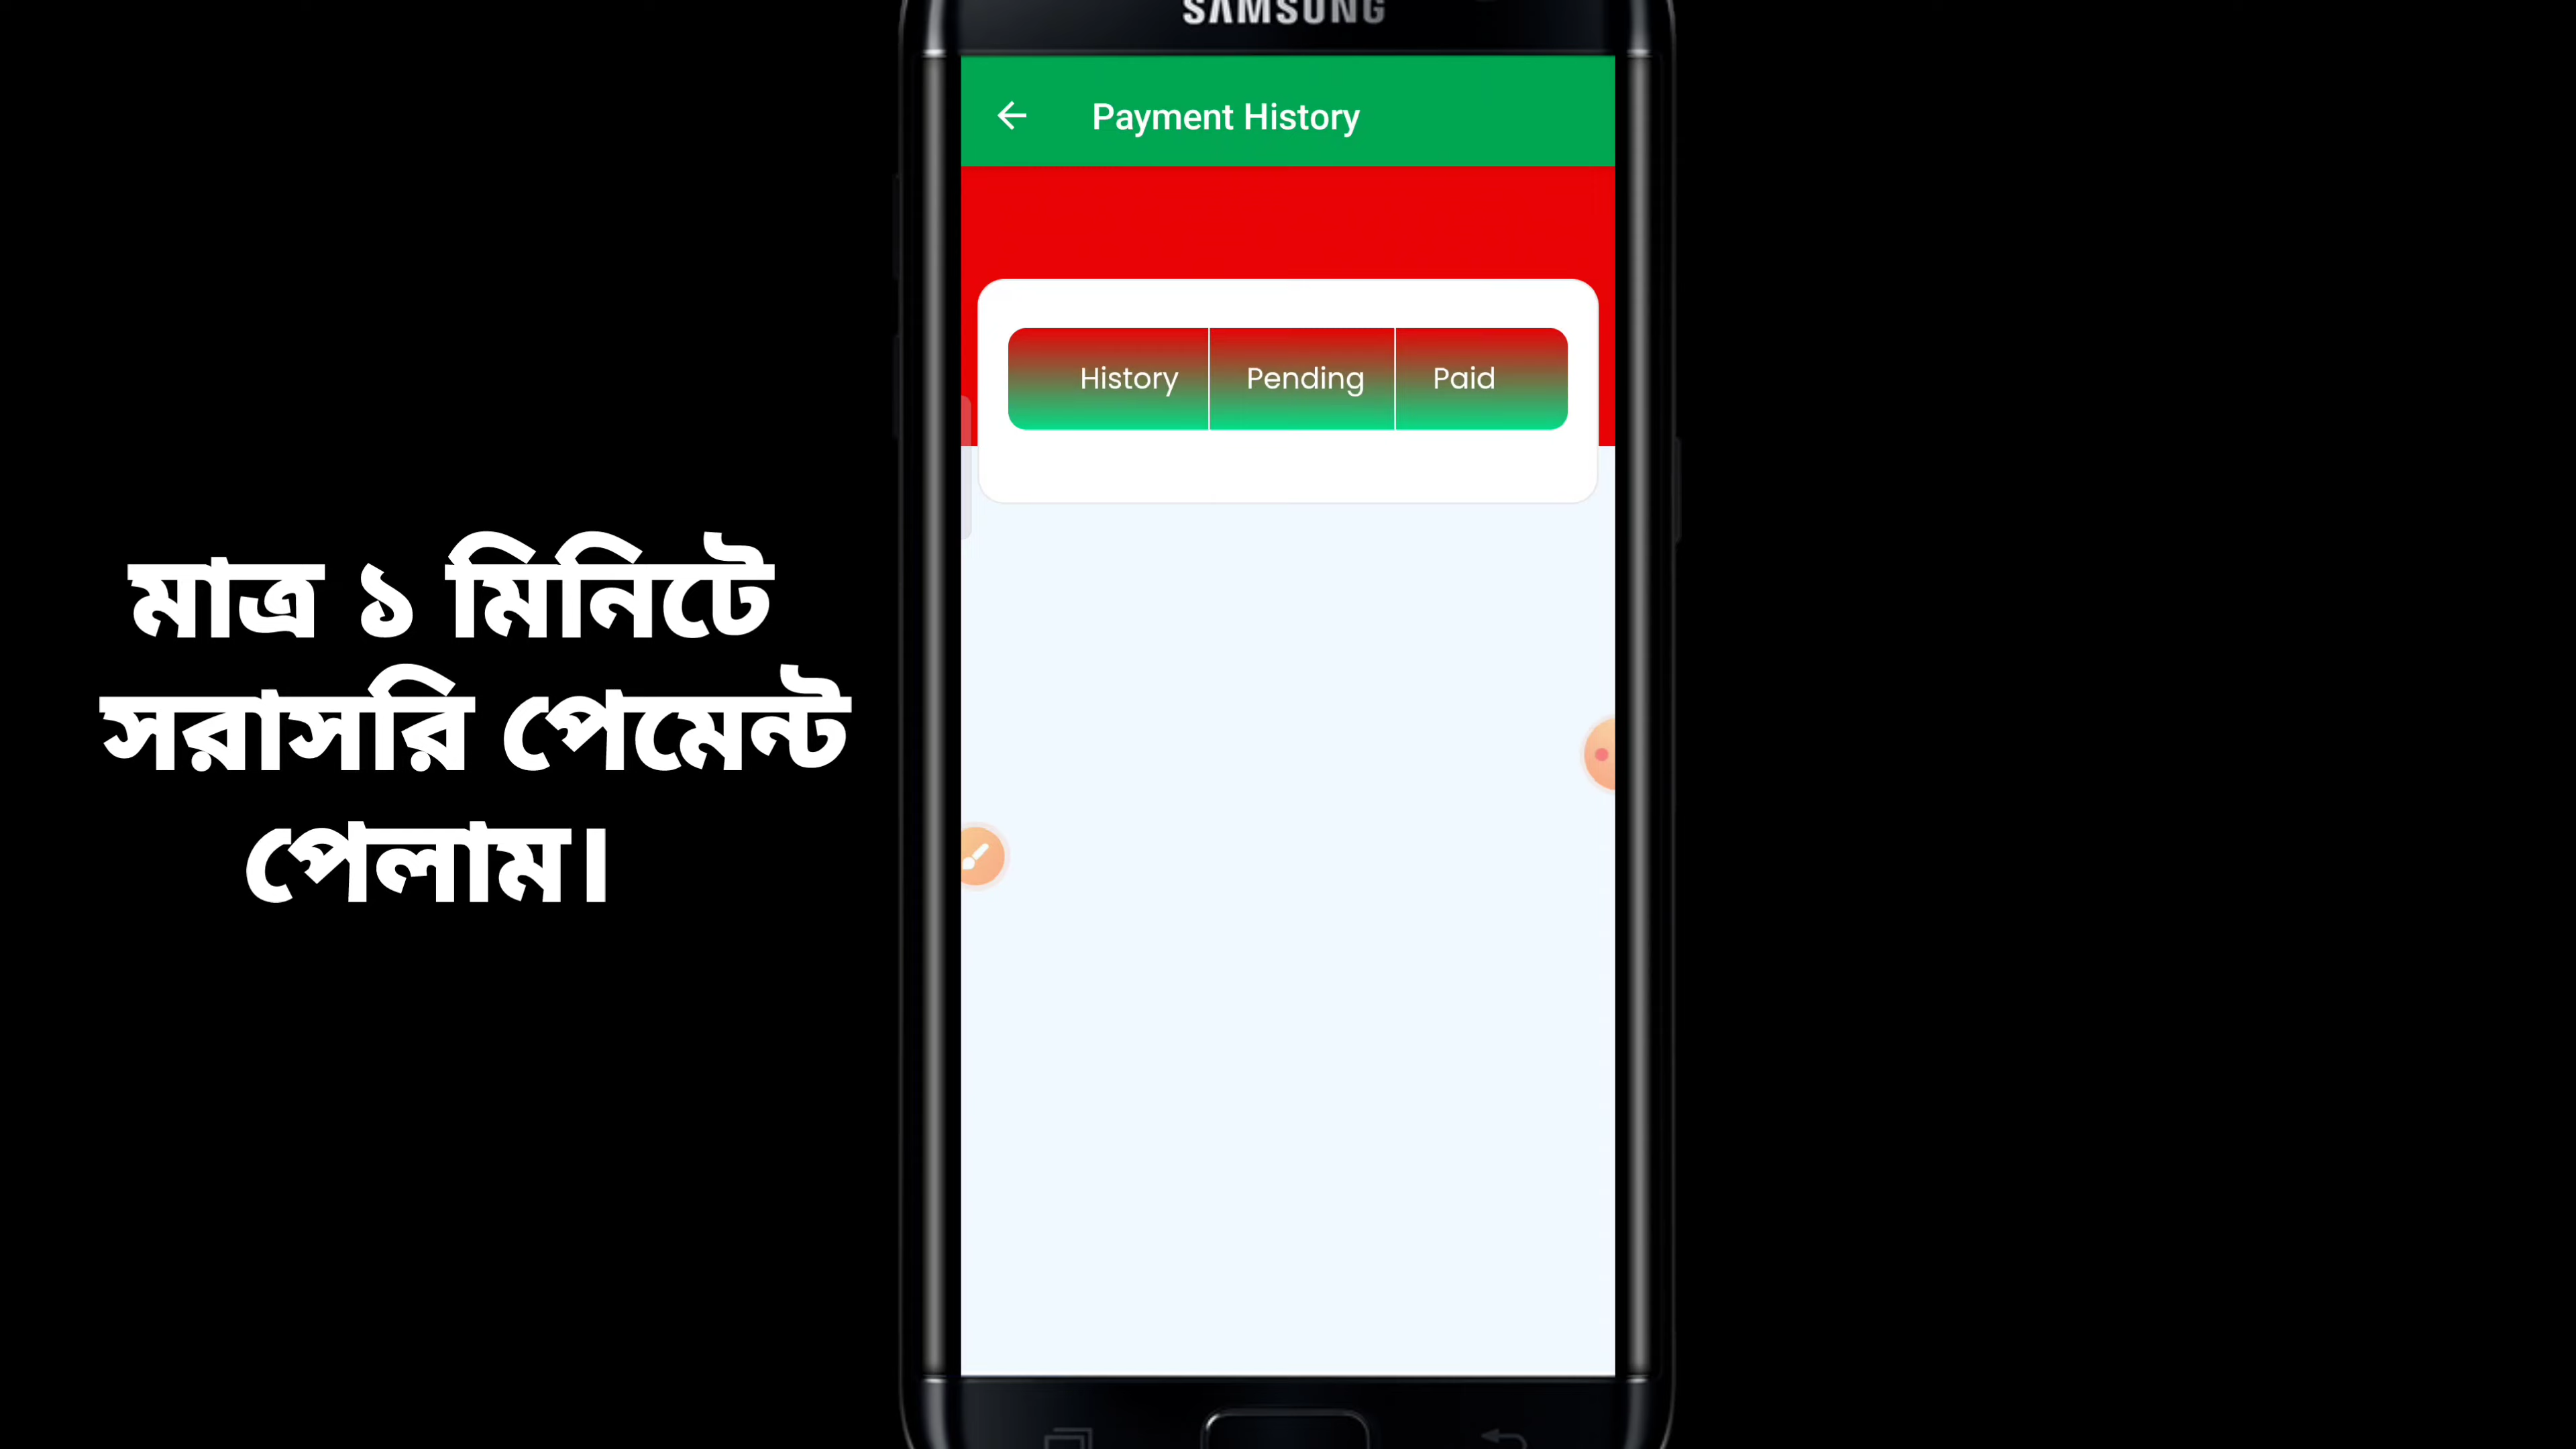 SAMSUNG
Payment History
History Pending Paid
মাত্র ১ মিনিটে
সরাসরি পেমেন্ট
পেলাম।